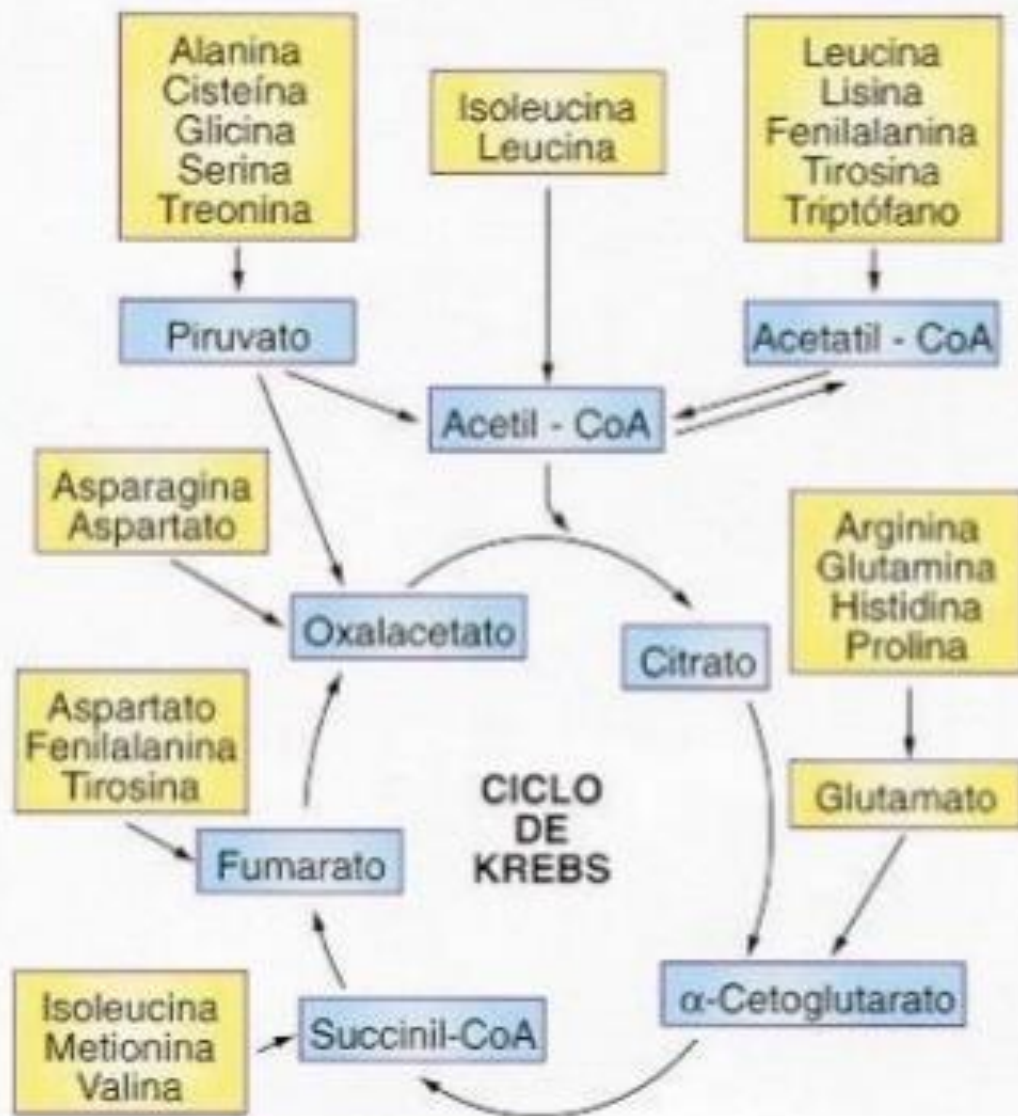 Alanina
Cisteína
Glicina
Serina
Treonina
Isoleucina
Leucina
Leucina
Lisina
Fenilalanina
Tirosina
Triptófano
Piruvato
Acetatil - CoA
Acetil - CoA
Asparagina
Aspartato
Arginina
Glutamina
Histidina
Prolina
Oxalacetato
Citrato
Aspartato
Fenilalanina
Tirosina
CICLO
DE
KREBS
Glutamato
Fumarato
Isoleucina
Metionina
Valina
Succinil-CoA
α-Cetoglutarato